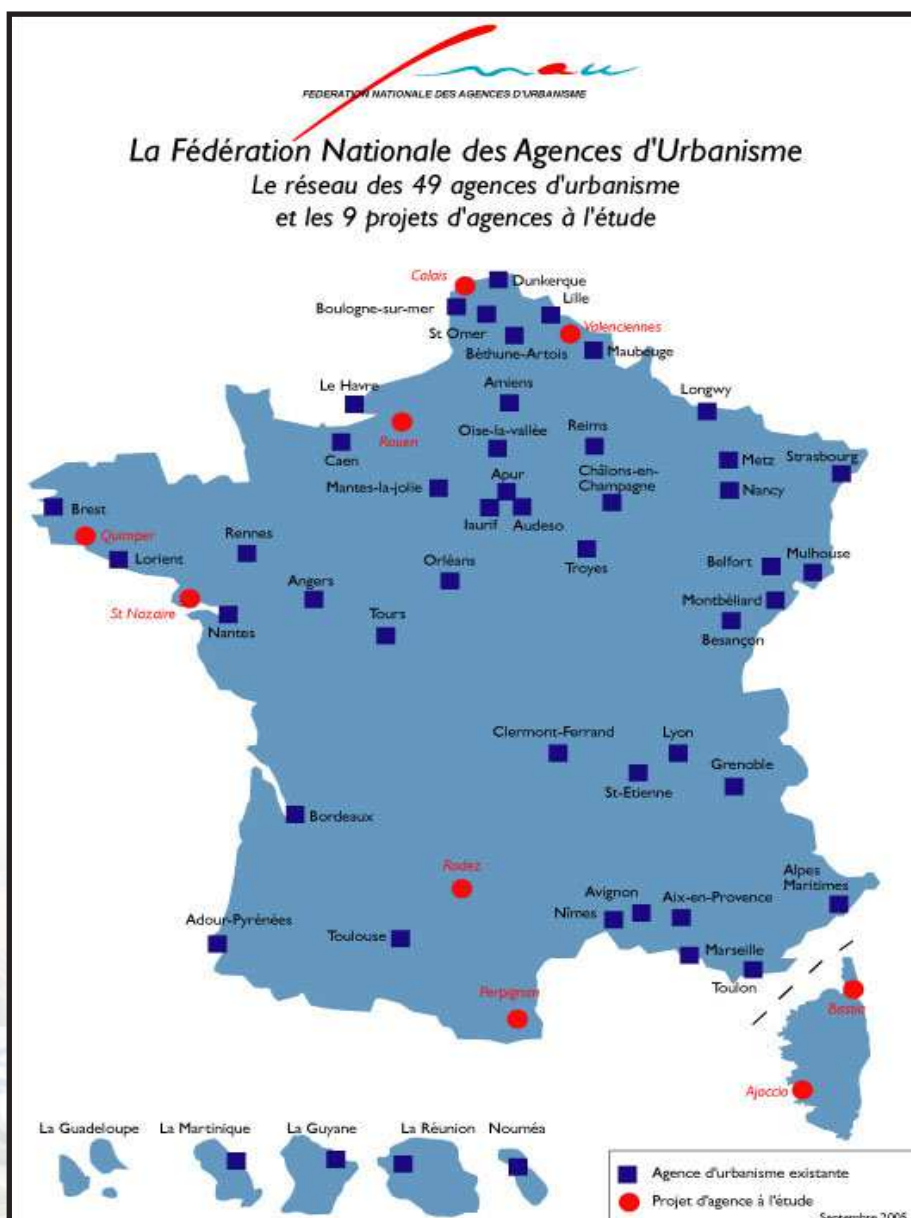 FEDERATION NATIONALE DES AGENCES D'URBANISME
La Fédération Nationale des Agences d'Urbanisme
Le réseau des 49 agences d'urbanisme
et les 9 projets d'agences à l'étude
Calais
Dunkerque
Boulogne-sur-mer
Lille
St Omer
Valenciennes
Béthune-Artois
Maubeuge
Le Havre
Amiens
Longwy
Rouen
Oise-la-vallée
Reims
Caen
Metz
Strasbourg
Mantes-la-jolie
Apur
Châlons-en-
Champagne
Nancy
Brest
Iaurif
Audeso
Quimper
Rennes
Lorient
Orléans
Troyes
Belfort
Mulhouse
Angers
Montbéliard
St Nazaire
Nantes
Tours
Besançon
Clermont-Ferrand
Lyon
Grenoble
St-Etienne
Bordeaux
Rodez
Alpes
Maritimes
Avignon
Aix-en-Provence
Nîmes
Adour-Pyrénées
Toulouse
Marseille
Toulon
Perpignan
Bastia
Ajaccio
La Guadeloupe
La Martinique
La Guyane
La Réunion
Nouméa
Agence d'urbanisme existante
Projet d'agence à l'étude
Septembre 2005